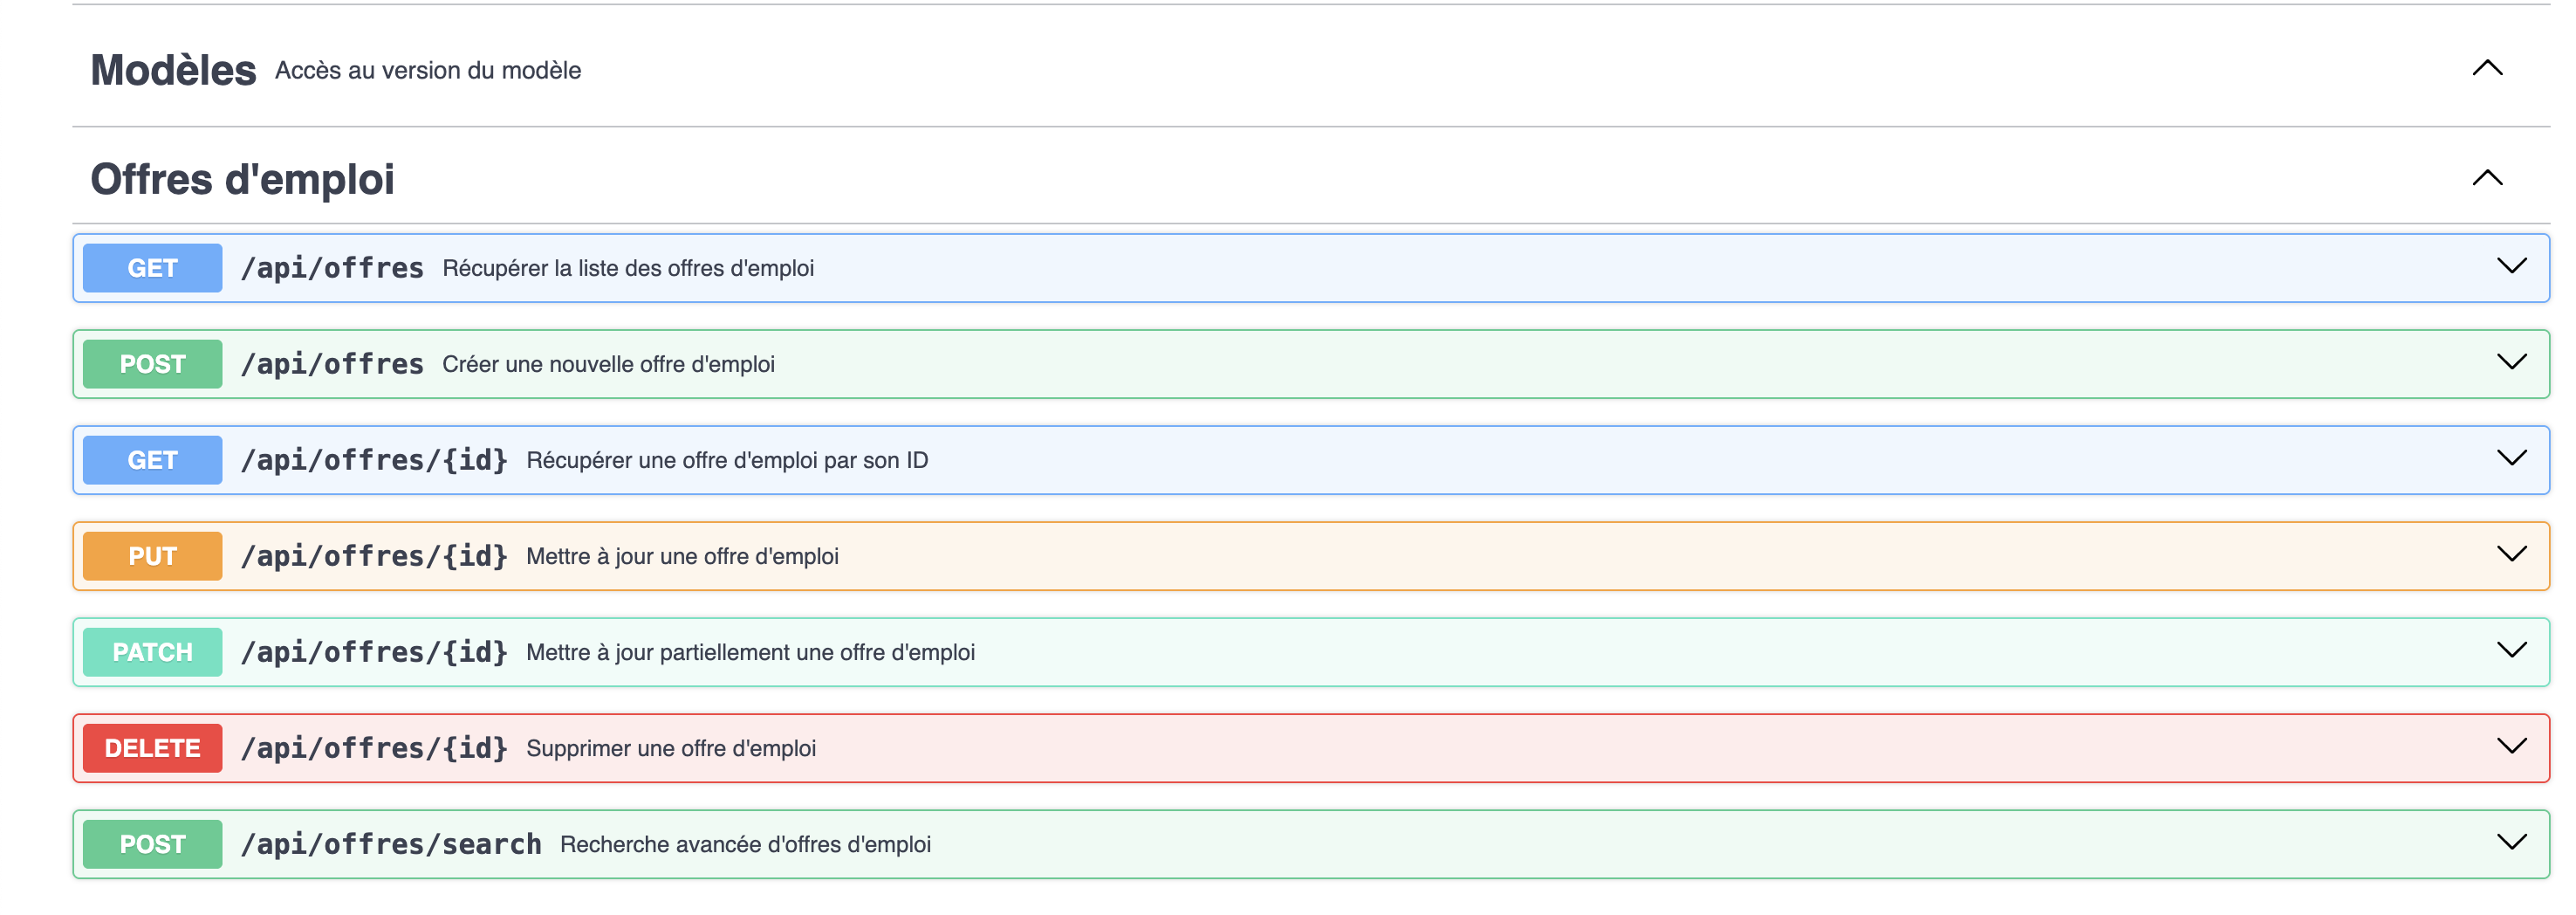 Modèles Accès au version du modèle
Offres d'emploi
GET /api/offres Récupérer la liste des offres d'emploi
POST /api/offres Créer une nouvelle offre d'emploi
GET /api/offres/{id} Récupérer une offre d'emploi par son ID
PUT /api/offres/{id} Mettre à jour une offre d'emploi
PATCH /api/offres/{id} Mettre à jour partiellement une offre d'emploi
DELETE /api/offres/{id} Supprimer une offre d'emploi
POST /api/offres/search Recherche avancée d'offres d'emploi